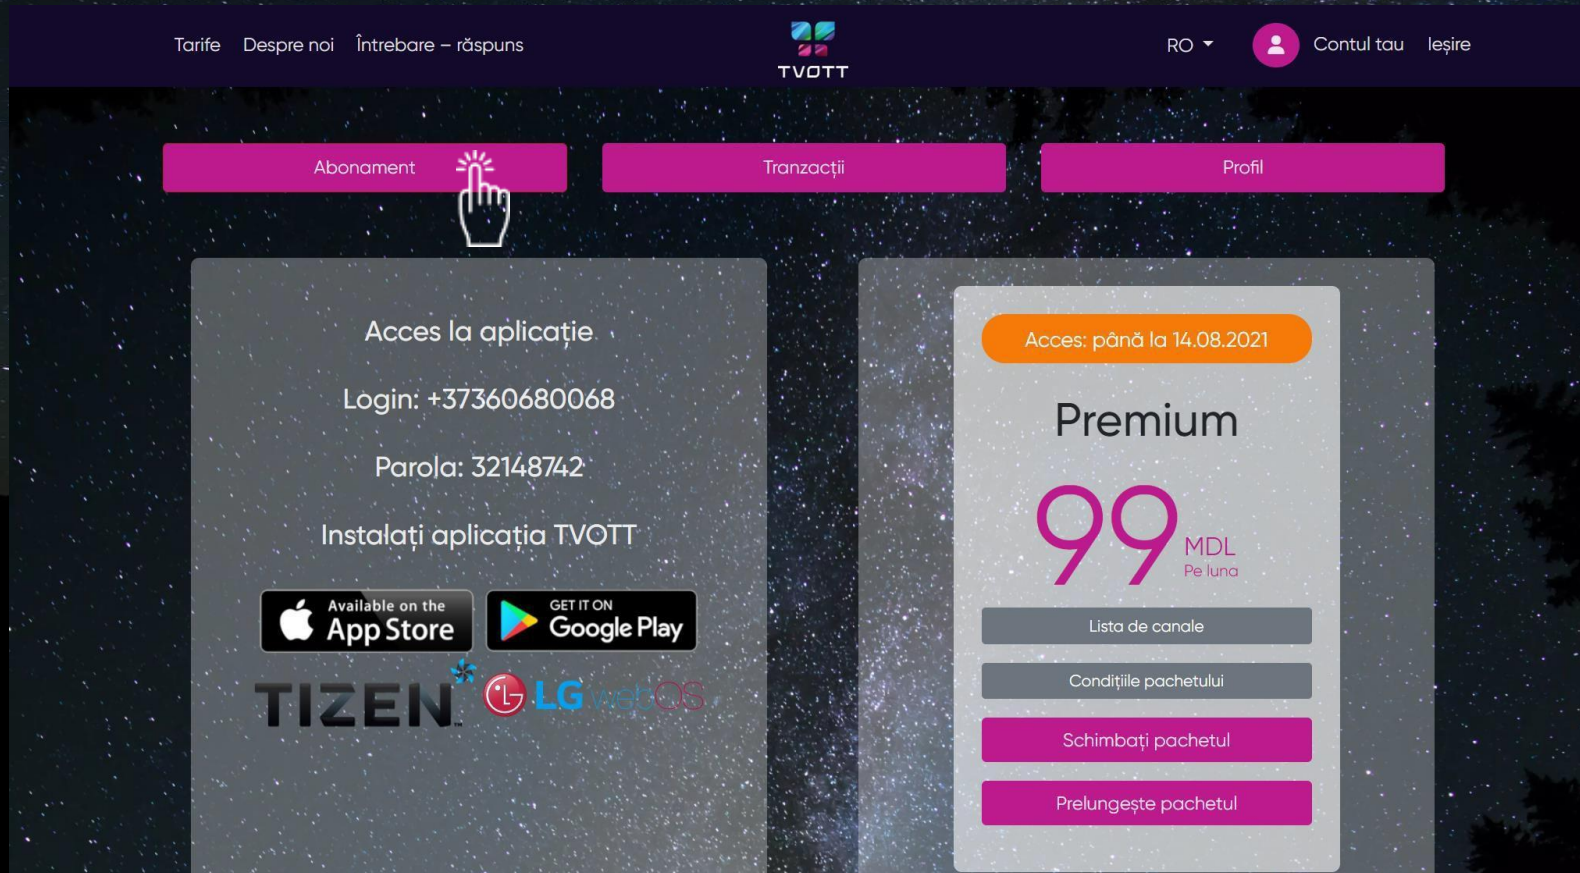 Tarife Despre noi Întrebare – răspuns
TVOTT
RO Contul tau Ieșire
Abonament
Tranzacții
Profil
Acces la aplicație
Login: +37360680068
Parola: 32148742
Instalați aplicația TVOTT
Available on the
App Store
GET IT ON
Google Play
TIZEN™
LG webOS
Acces: până la 14.08.2021
Premium
99 MDL
Pe luna
Lista de canale
Condițiile pachetului
Schimbați pachetul
Prelungește pachetul